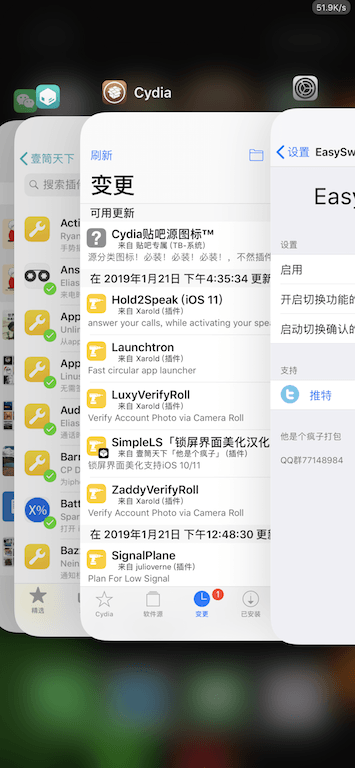 51.9K/s
Cydia
壹简天下
搜索插件
Acti
Ryan
手势
Ans
来电
App
Unlim
从app
App
Linus
无需
Aud
通话
Barr
CP D
为iph
X%
Batt
Bazz
Nein
通知
精选
刷新
变更
可用更新
Cydia贴吧源图标™
来自 贴吧专属 (TB-系统)
源分类图标！必装！必装！必装！，不然插件
在 2019年1月21日 下午4:35:34 更新
Hold2Speak (iOS 11)
来自 Xarold (插件)
answer your calls, while activating your spea
Launchtron
来自 Xarold (插件)
Fast circular app launcher
LuxyVerifyRoll
来自 Xarold (插件)
Verify Account Photo via Camera Roll
SimpleLS「锁屏界面美化汉化
来自 壹简天下「他是个疯子」 (插件)
锁屏界面美化支持iOS 10/11
ZaddyVerifyRoll
来自 Xarold (插件)
Verify Account Photo via Camera Roll
在 2019年1月21日 下午12:48:30 更新
SignalPlane
来自 julioverne (插件)
Plan For Low Signal
Cydia
软件源
变更
1
已安装
设置
EasySw
Easy
设置
启用
开启切换功能的
启动切换确认的
支持
推特
他是个疯子打包
QQ群77148984